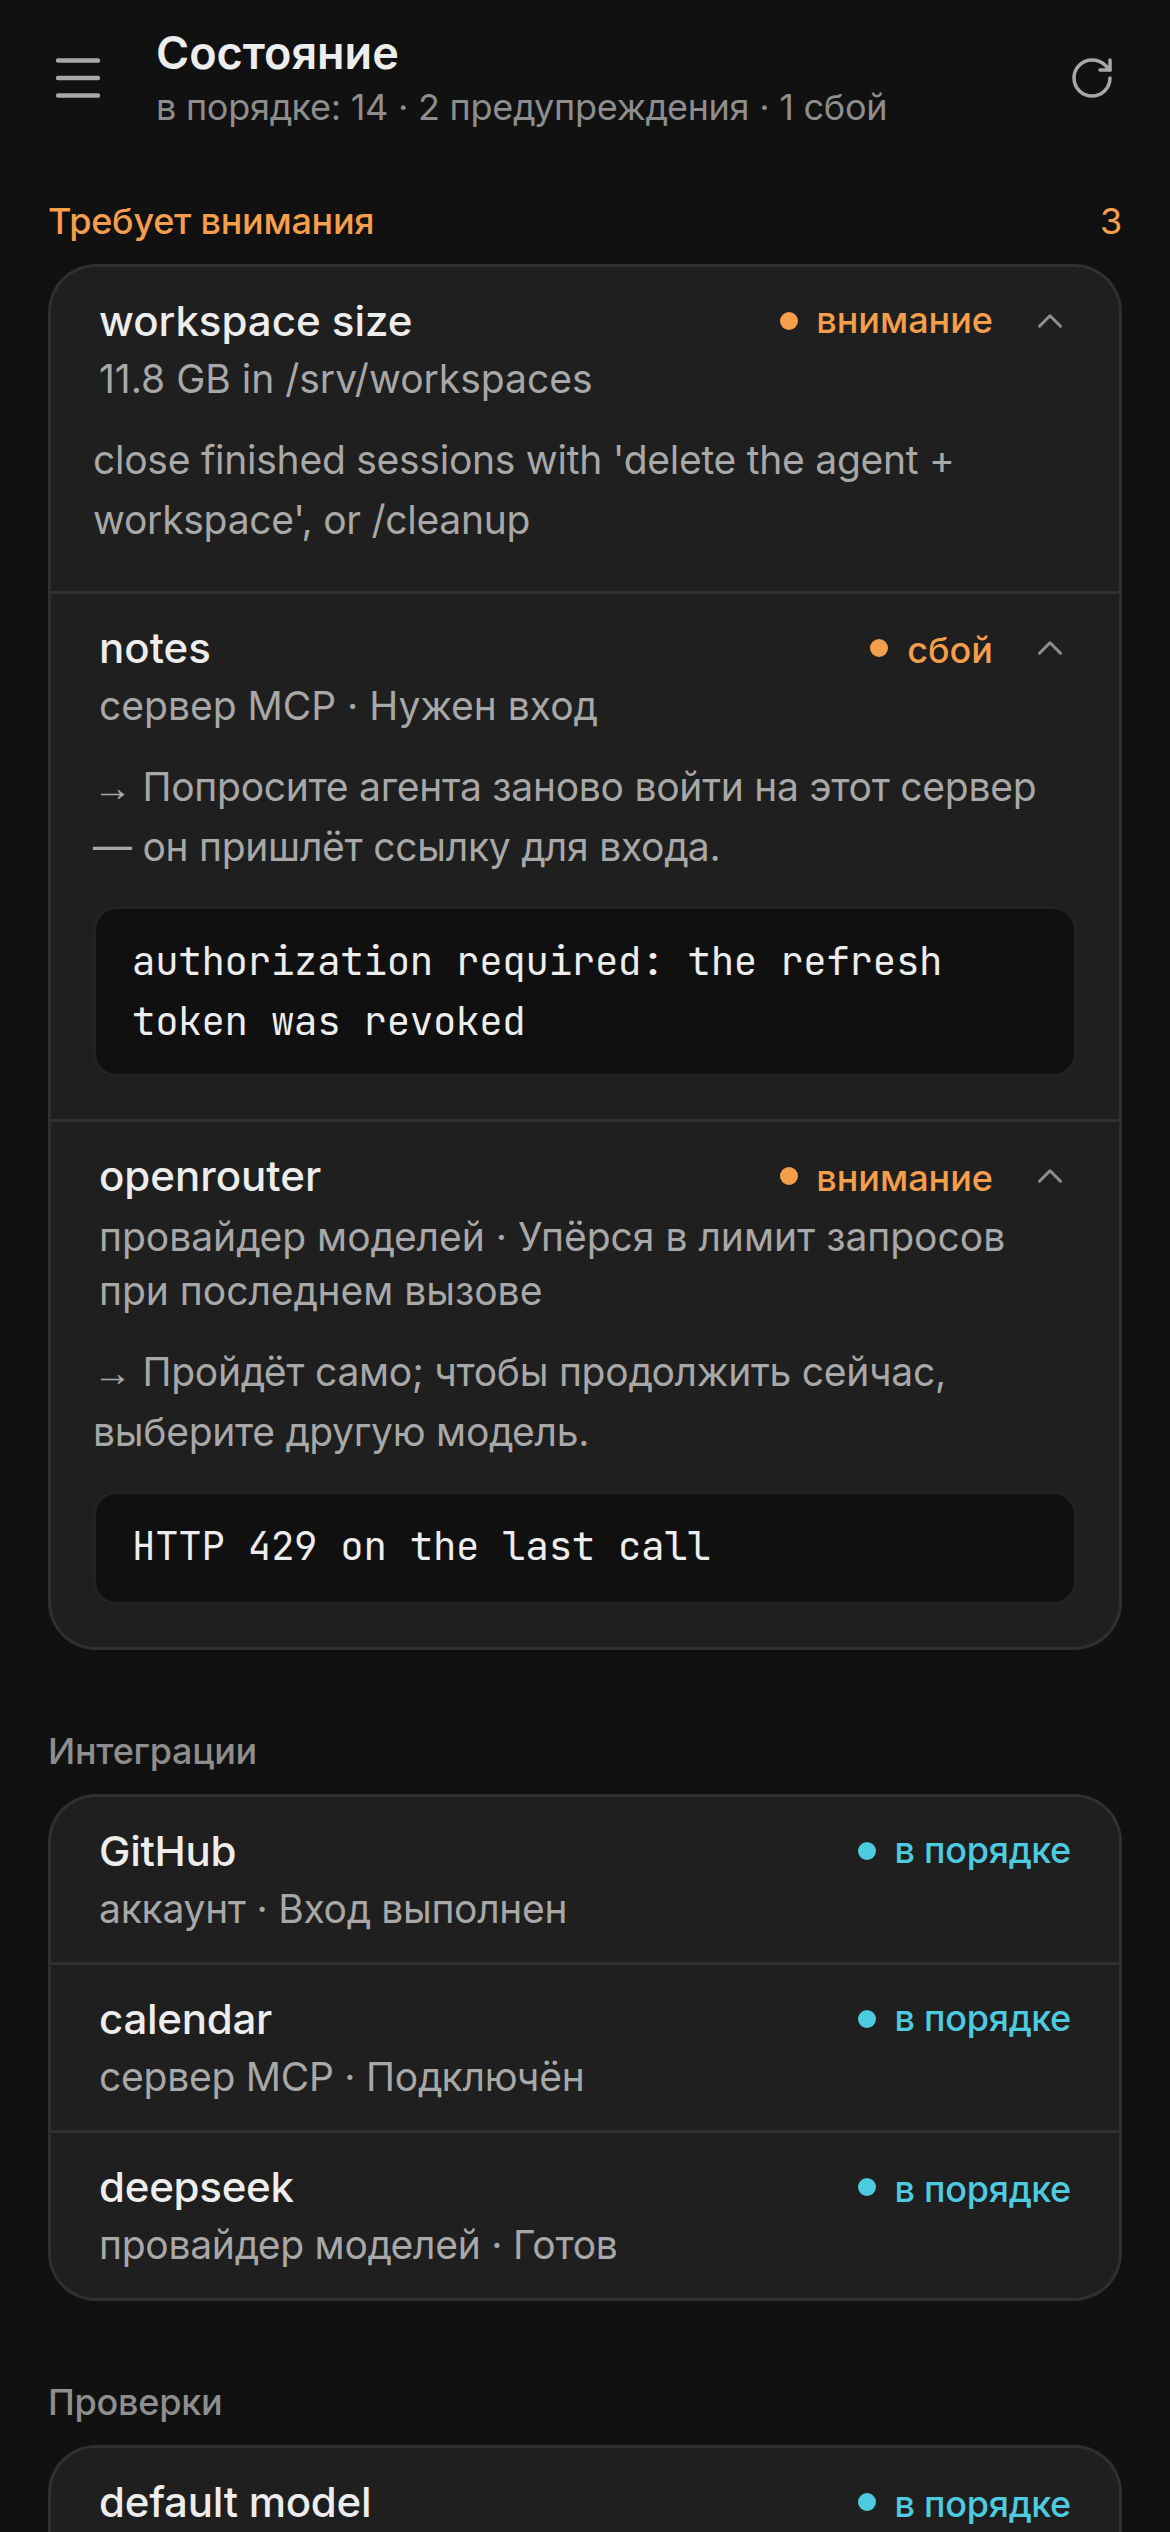 Состояние
в порядке: 14 · 2 предупреждения · 1 сбой
Требует внимания 3
workspace size внимание
11.8 GB in /srv/workspaces
close finished sessions with 'delete the agent +
workspace', or /cleanup
notes сбой
сервер MCP · Нужен вход
→ Попросите агента заново войти на этот сервер
— он пришлёт ссылку для входа.
authorization required: the refresh
token was revoked
openrouter внимание
провайдер моделей · Упёрся в лимит запросов
при последнем вызове
→ Пройдёт само; чтобы продолжить сейчас,
выберите другую модель.
HTTP 429 on the last call
Интеграции
GitHub в порядке
аккаунт · Вход выполнен
calendar в порядке
сервер MCP · Подключён
deepseek в порядке
провайдер моделей · Готов
Проверки
default model в порядке